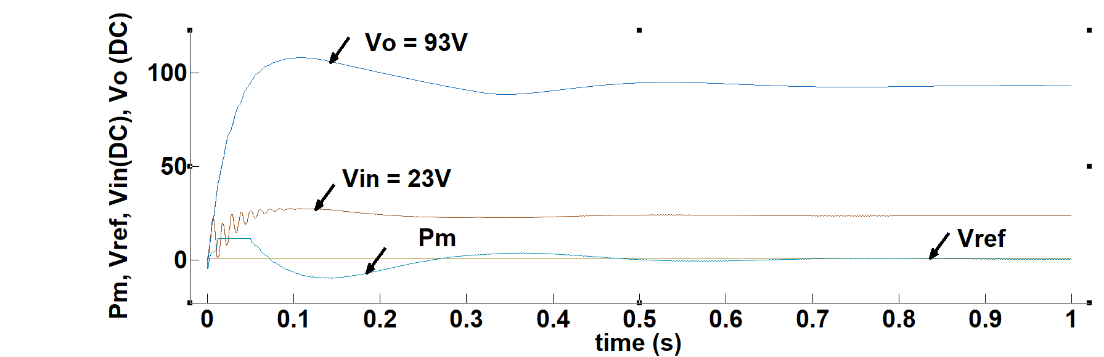 Pm, Vref, Vin(DC), Vo (DC)
100
50
0
Vo = 93V
Vin = 23V
Pm
Vref
0 0.1 0.2 0.3 0.4 0.5 0.6 0.7 0.8 0.9 1
time (s)